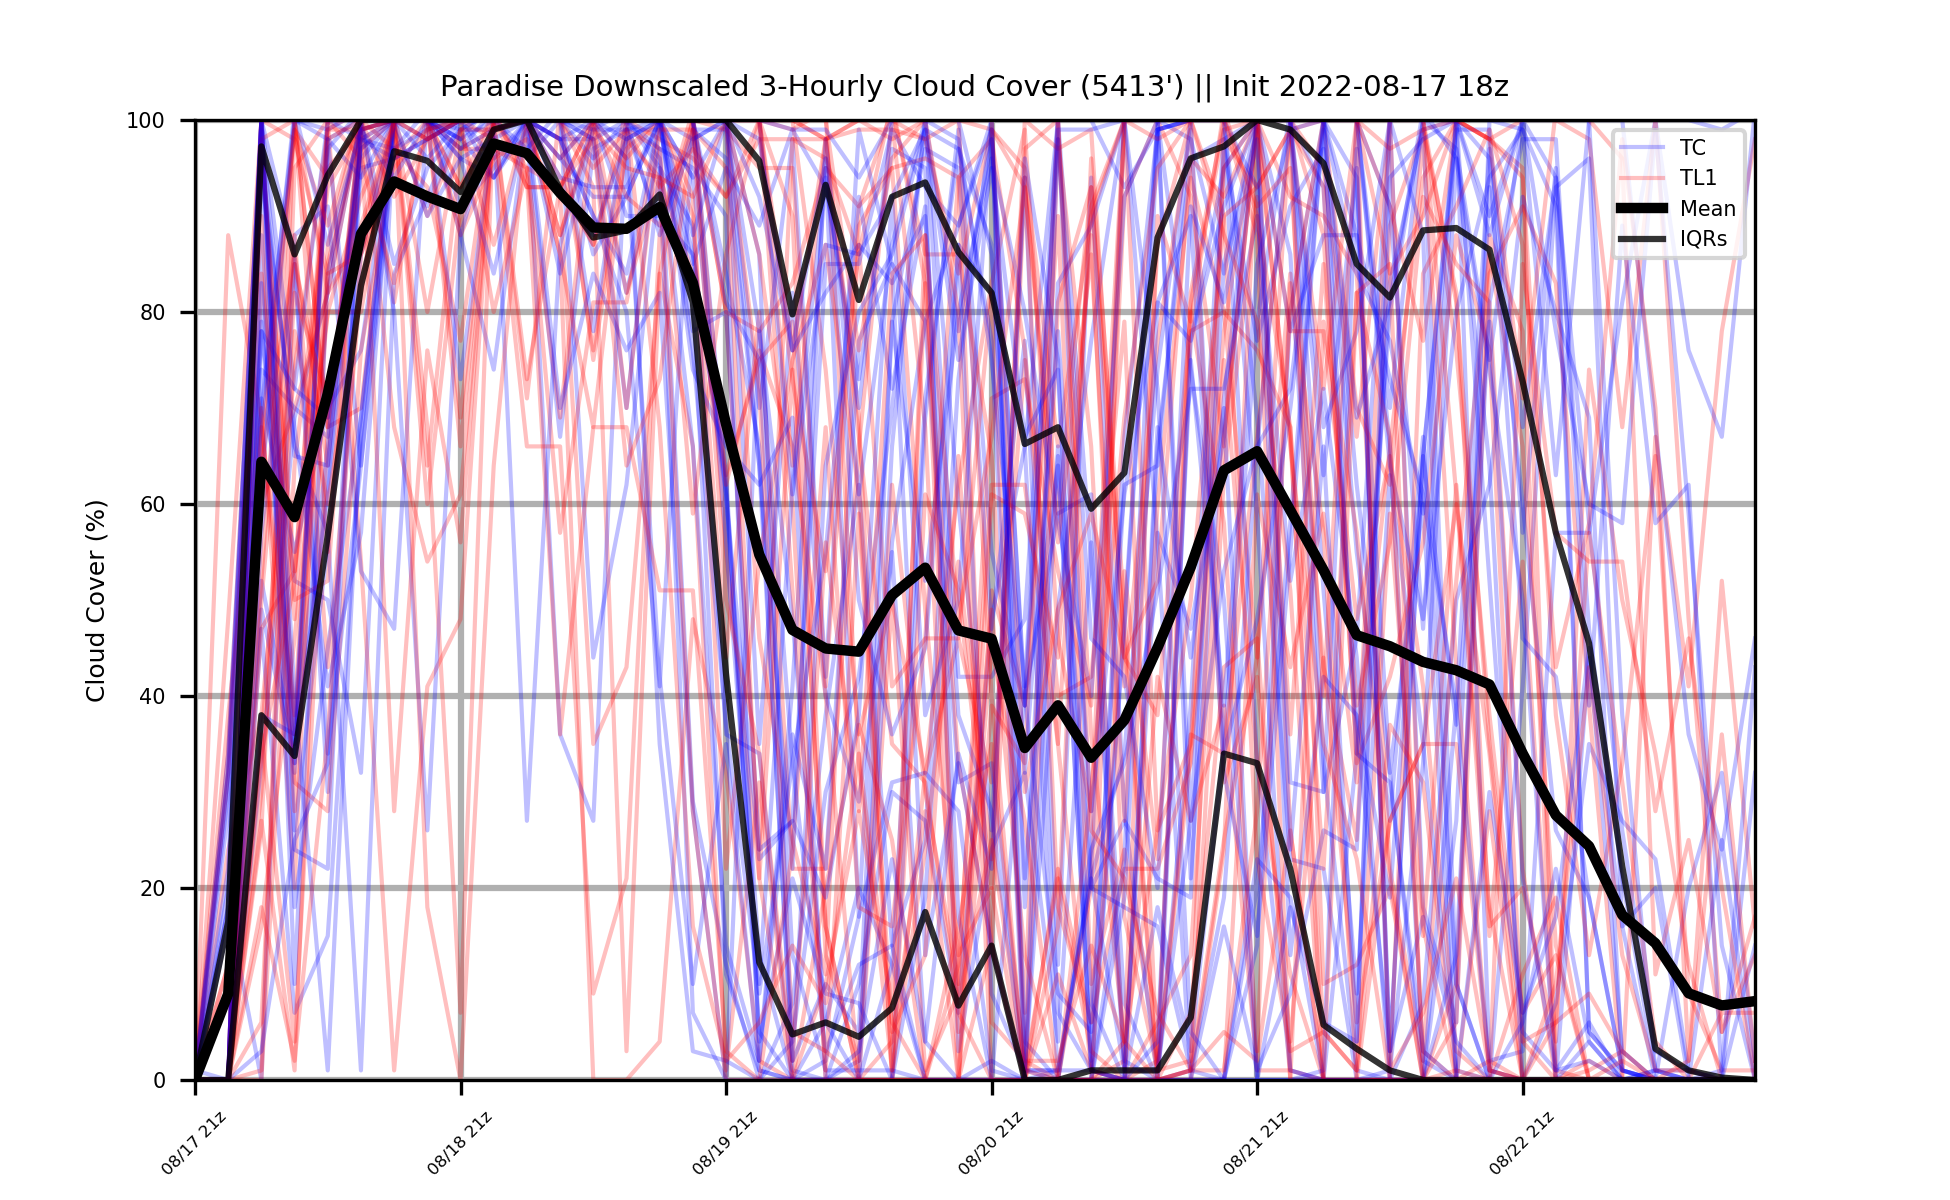 Paradise Downscaled 3-Hourly Cloud Cover (5413') || Init 2022-08-17 18z
100
80
60
40
20
0
Cloud Cover (%)
TC
TL1
Mean
IQRs
08/17 21z
08/18 21z
08/19 21z
08/20 21z
08/21 21z
08/22 21z